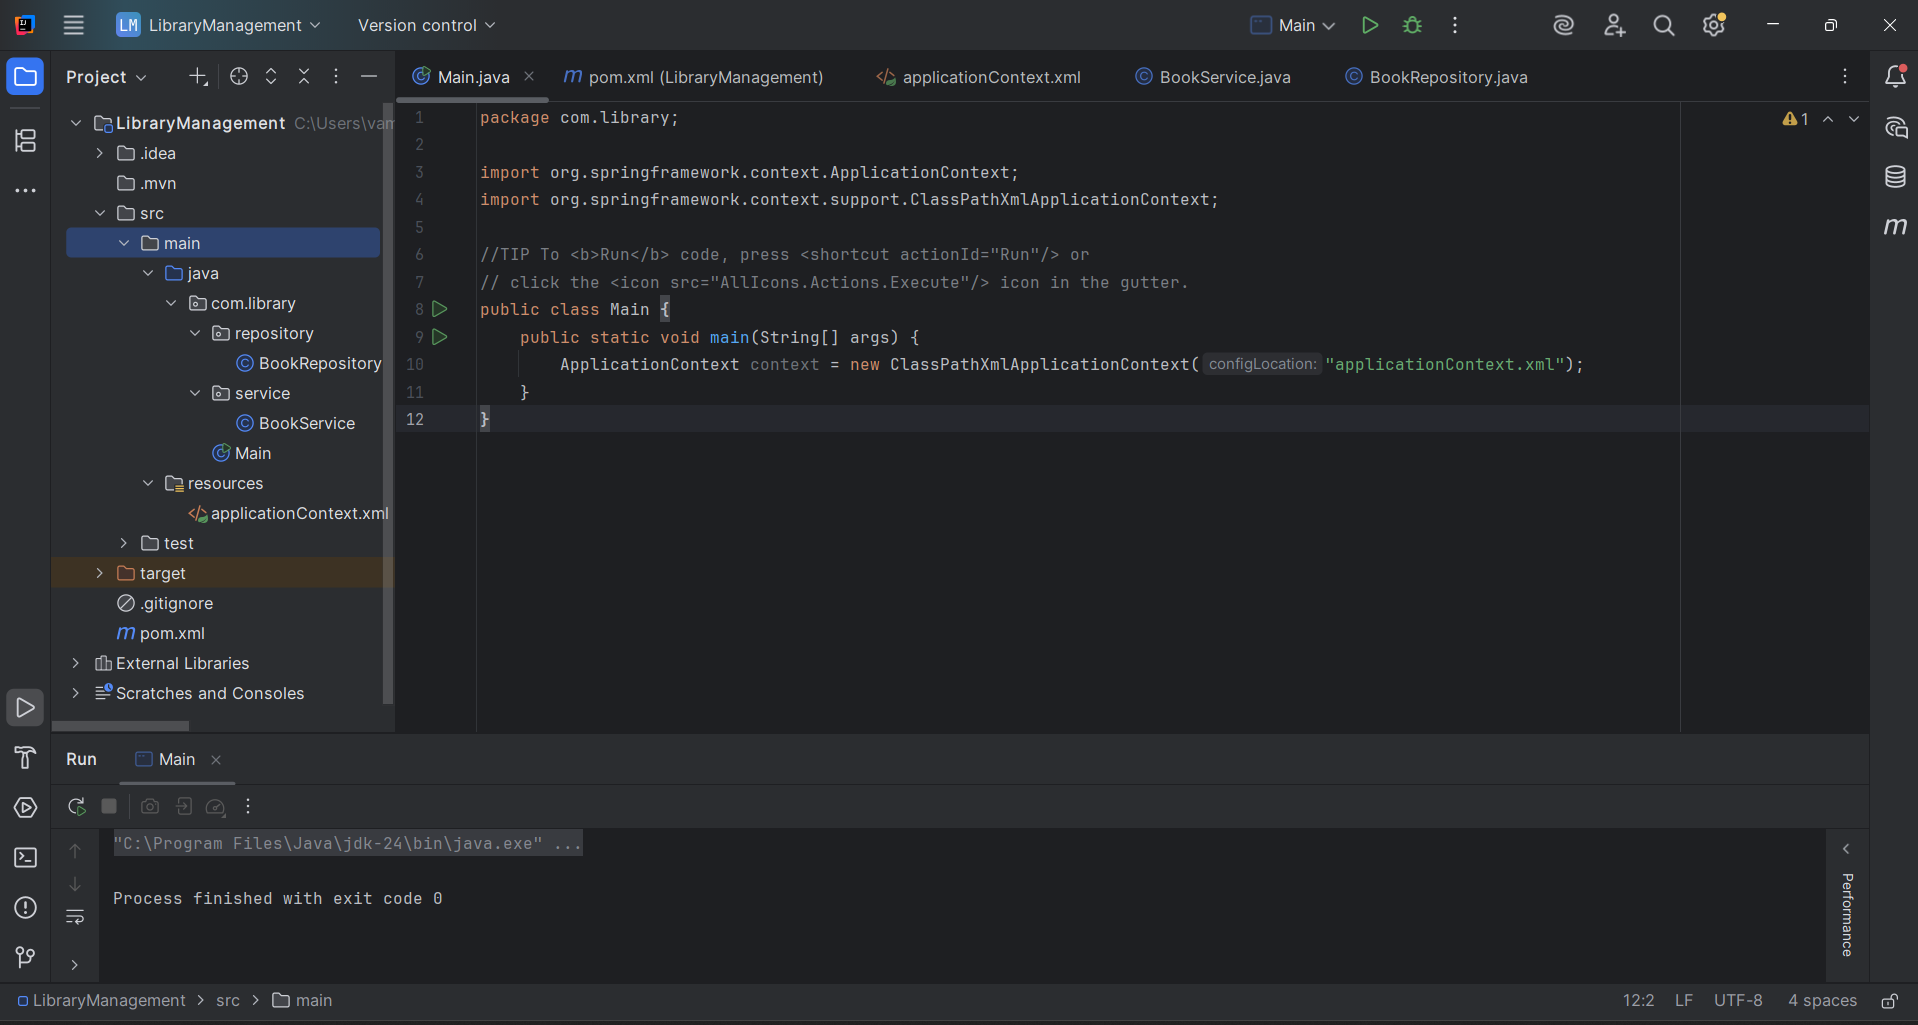 LM LibraryManagement Version control Main
Project
Main.java pom.xml (LibraryManagement) applicationContext.xml BookService.java BookRepository.java
LibraryManagement C:\Users\vam
.idea
.mvn
src
main
java
com.library
repository
BookRepository
service
BookService
Main
resources
applicationContext.xml
test
target
.gitignore
pom.xml
External Libraries
Scratches and Consoles
1 package com.library;
2
3 import org.springframework.context.ApplicationContext;
4 import org.springframework.context.support.ClassPathXmlApplicationContext;
5
6 //TIP To <b>Run</b> code, press <shortcut actionId="Run"/> or
7 // click the <icon src="AllIcons.Actions.Execute"/> icon in the gutter.
8 public class Main {
9 public static void main(String[] args) {
10 ApplicationContext context = new ClassPathXmlApplicationContext( configLocation: "applicationContext.xml");
11 }
12 }
1
Run Main
"C:\Program Files\Java\jdk-24\bin\java.exe" ...
Process finished with exit code 0
Performance
LibraryManagement > src > main
12:2 LF UTF-8 4 spaces